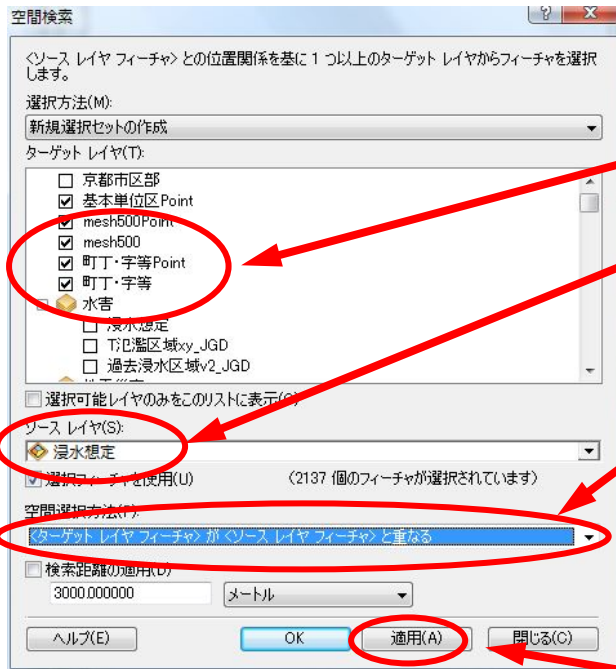 空間検索
<ソース レイヤ フィーチャ> との位置関係を基に 1 つ以上のターゲット レイヤからフィーチャを選択
します。
選択方法(M):
新規選択セットの作成
ターゲット レイヤ(T):
京都市区部
基本単位区Point
mesh500Point
mesh500
町丁・字等Point
町丁・字等
水害
浸水想定
T氾濫区域xy_JGD
過去浸水区域v2_JGD
選択可能レイヤのみをこのリストに表示(O)
ソース レイヤ(S):
浸水想定
選択フィーチャを使用(U) (2137 個のフィーチャが選択されています)
空間選択方法(P):
<ターゲット レイヤ フィーチャ> が <ソース レイヤ フィーチャ> と重なる
検索距離の適用(D)
3000.000000 メートル
ヘルプ(E) OK 適用(A) 閉じる(C)